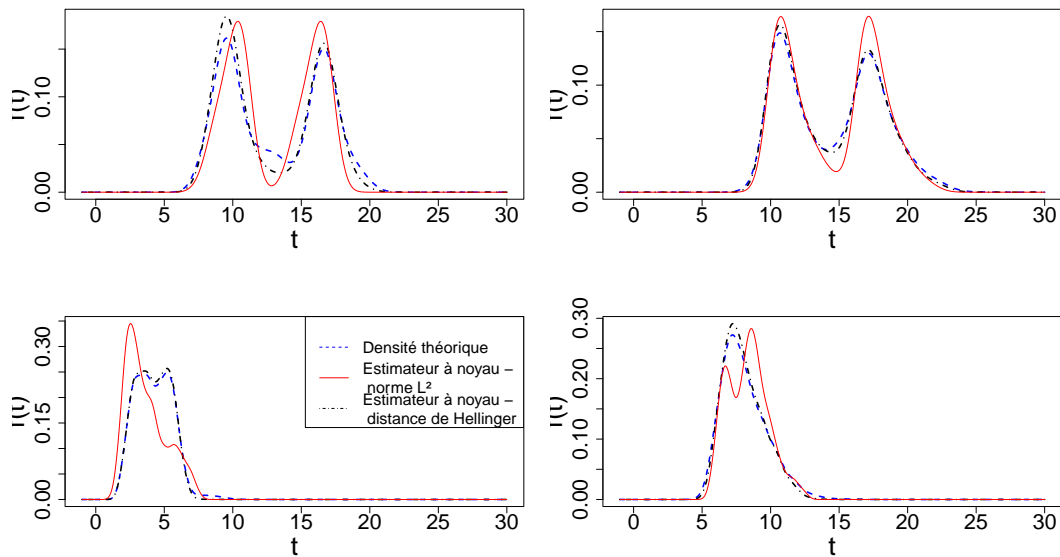 0.10
0.00
0 5 10 15 20 25 30
t
0.10
0.00
0 5 10 15 20 25 30
t
0.30
0.15
0.00
0 5 10 15 20 25 30
t
Densité théorique
Estimateur à noyau –
norme L²
Estimateur à noyau –
distance de Hellinger
0.30
0.20
0.10
0.00
0 5 10 15 20 25 30
t